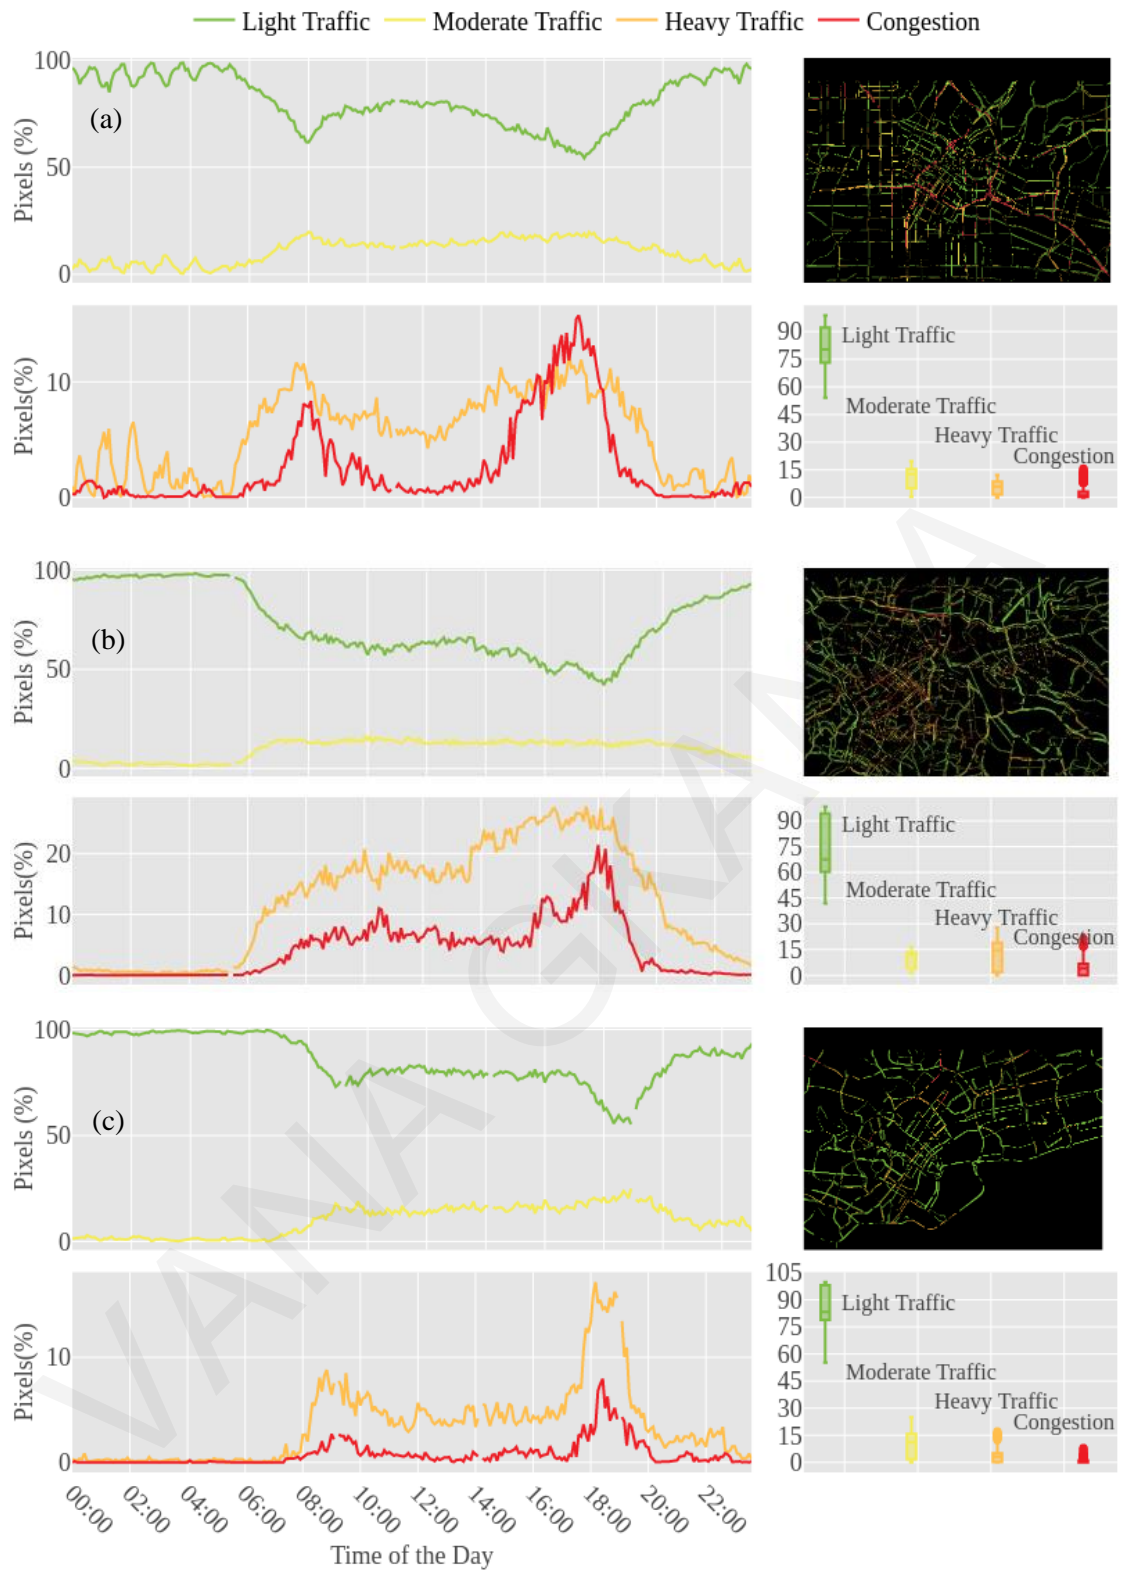 Light Traffic Moderate Traffic Heavy Traffic Congestion
100
50
0
Pixels (%)
(a)
10
0
Pixels(%)
90
75
60
45
30
15
0
Light Traffic
Moderate Traffic
Heavy Traffic
Congestion
100
50
0
Pixels (%)
(b)
20
10
0
Pixels(%)
90
75
60
45
30
15
0
Light Traffic
Moderate Traffic
Heavy Traffic
Congestion
100
50
0
Pixels (%)
(c)
10
0
Pixels(%)
105
90
75
60
45
30
15
0
Light Traffic
Moderate Traffic
Heavy Traffic
Congestion
00:00 02:00 04:00 06:00 08:00 10:00 12:00 14:00 16:00 18:00 20:00 22:00
Time of the Day